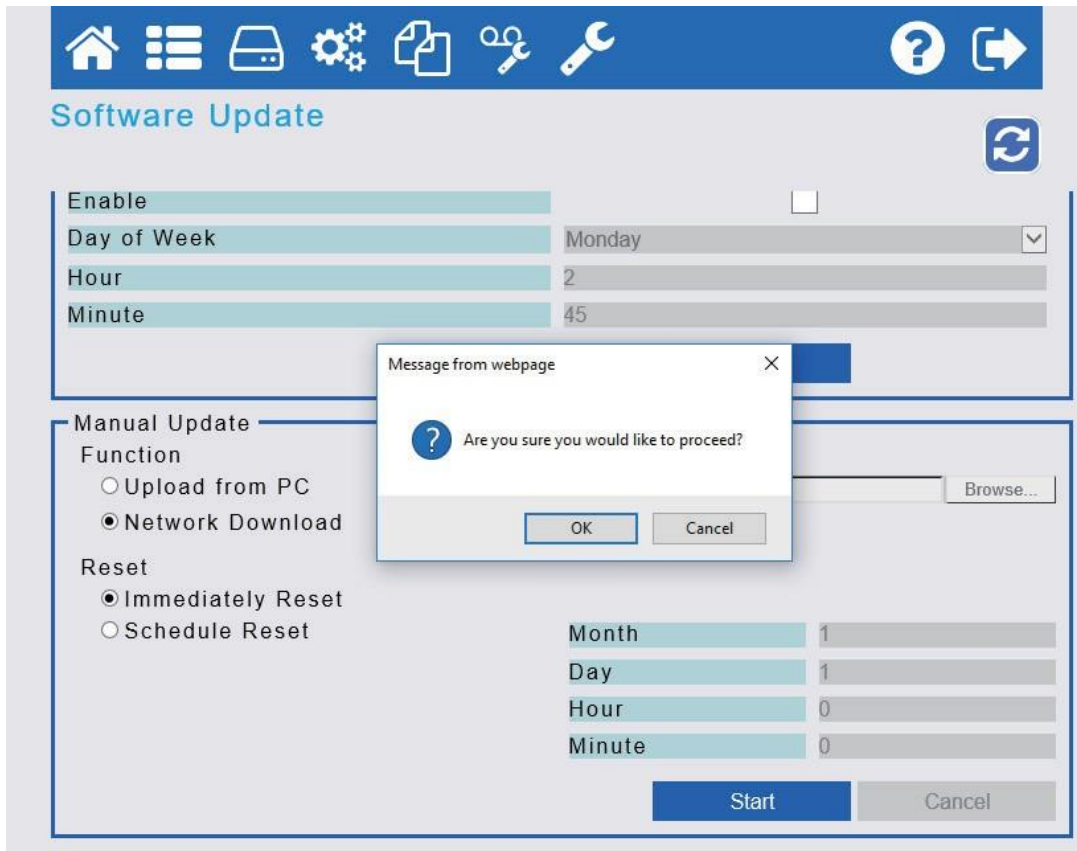 Software Update
Enable
Day of Week Monday
Hour 2
Minute 45
Message from webpage
Are you sure you would like to proceed?
OK Cancel
Manual Update
Function
Upload from PC Browse...
Network Download
Reset
Immediately Reset
Schedule Reset
Month 1
Day 1
Hour 0
Minute 0
Start Cancel